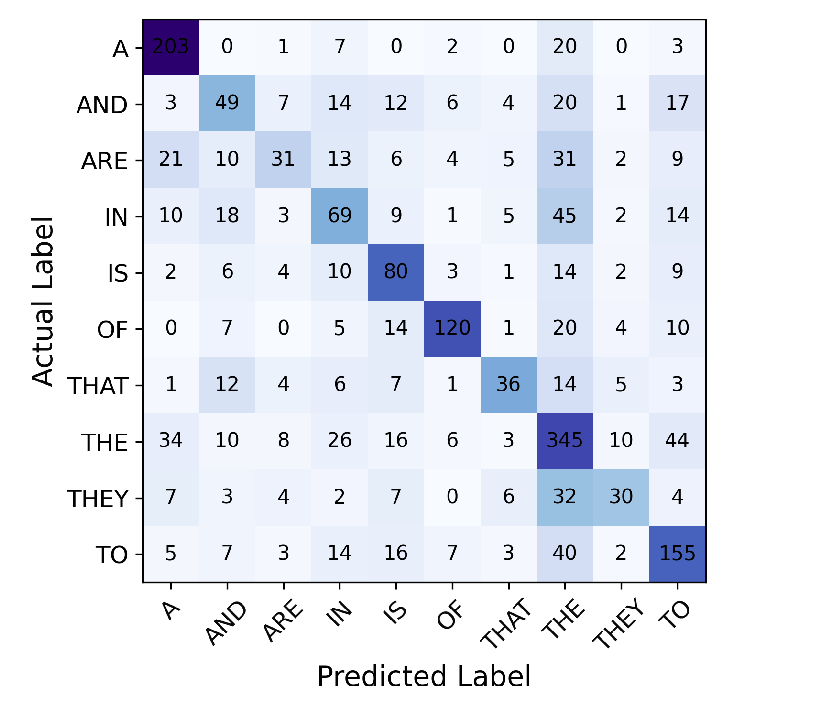 A 203 0 1 7 0 2 0 20 0 3
AND 3 49 7 14 12 6 4 20 1 17
ARE 21 10 31 13 6 4 5 31 2 9
IN 10 18 3 69 9 1 5 45 2 14
IS 2 6 4 10 80 3 1 14 2 9
OF 0 7 0 5 14 120 1 20 4 10
THAT 1 12 4 6 7 1 36 14 5 3
THE 34 10 8 26 16 6 3 345 10 44
THEY 7 3 4 2 7 0 6 32 30 4
TO 5 7 3 14 16 7 3 40 2 155
A AND ARE IN IS OF THAT THE THEY TO
Predicted Label
Actual Label